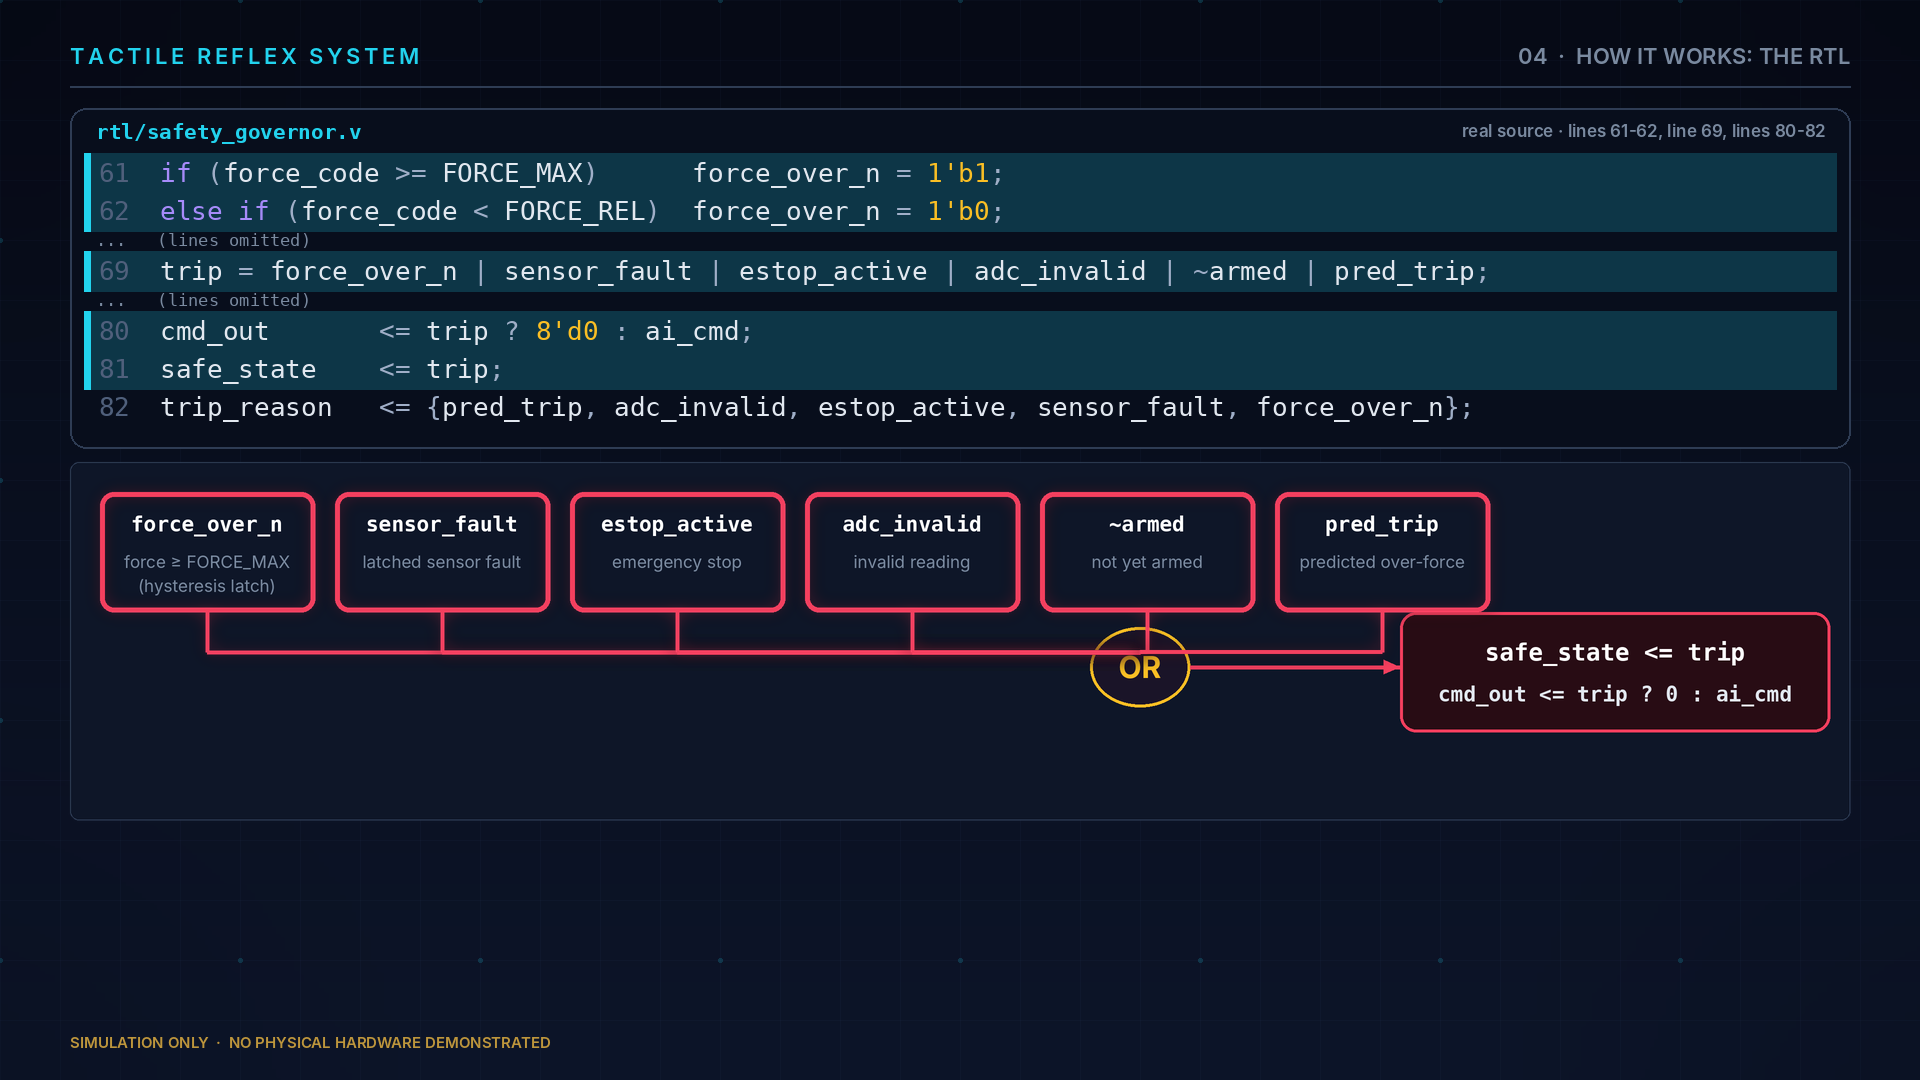 TACTILE REFLEX SYSTEM
04 · HOW IT WORKS: THE RTL
rtl/safety_governor.v
real source · lines 61-62, line 69, lines 80-82
61 if (force_code >= FORCE_MAX) force_over_n = 1'b1;
62 else if (force_code < FORCE_REL) force_over_n = 1'b0;
... (lines omitted)
69 trip = force_over_n | sensor_fault | estop_active | adc_invalid | ~armed | pred_trip;
... (lines omitted)
80 cmd_out <= trip ? 8'd0 : ai_cmd;
81 safe_state <= trip;
82 trip_reason <= {pred_trip, adc_invalid, estop_active, sensor_fault, force_over_n};
force_over_n
force ≥ FORCE_MAX
(hysteresis latch)
sensor_fault
latched sensor fault
estop_active
emergency stop
adc_invalid
invalid reading
~armed
not yet armed
pred_trip
predicted over-force
OR
safe_state <= trip
cmd_out <= trip ? 0 : ai_cmd
SIMULATION ONLY · NO PHYSICAL HARDWARE DEMONSTRATED